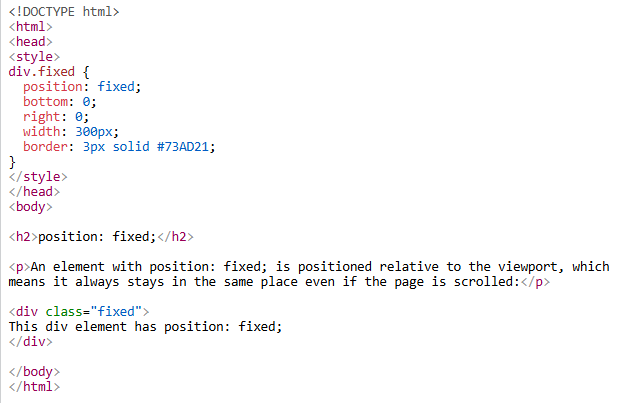 <!DOCTYPE html>
<html>
<head>
<style>
div.fixed {
  position: fixed;
  bottom: 0;
  right: 0;
  width: 300px;
  border: 3px solid #73AD21;
}
</style>
</head>
<body>

<h2>position: fixed;</h2>

<p>An element with position: fixed; is positioned relative to the viewport, which
means it always stays in the same place even if the page is scrolled:</p>

<div class="fixed">
This div element has position: fixed;
</div>

</body>
</html>